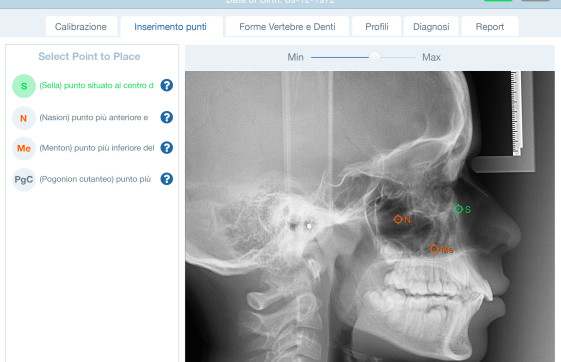 Date of Birth: 09-12-1972
Calibrazione Inserimento punti Forme Vertebre e Denti Profili Diagnosi Report
Select Point to Place
Min Max
S (Sella) punto situato al centro d ?
N (Nasion) punto più anteriore e ?
Me (Menton) punto più inferiore del ?
PgC (Pogonion cutaneo) punto più ?
S
N
Me